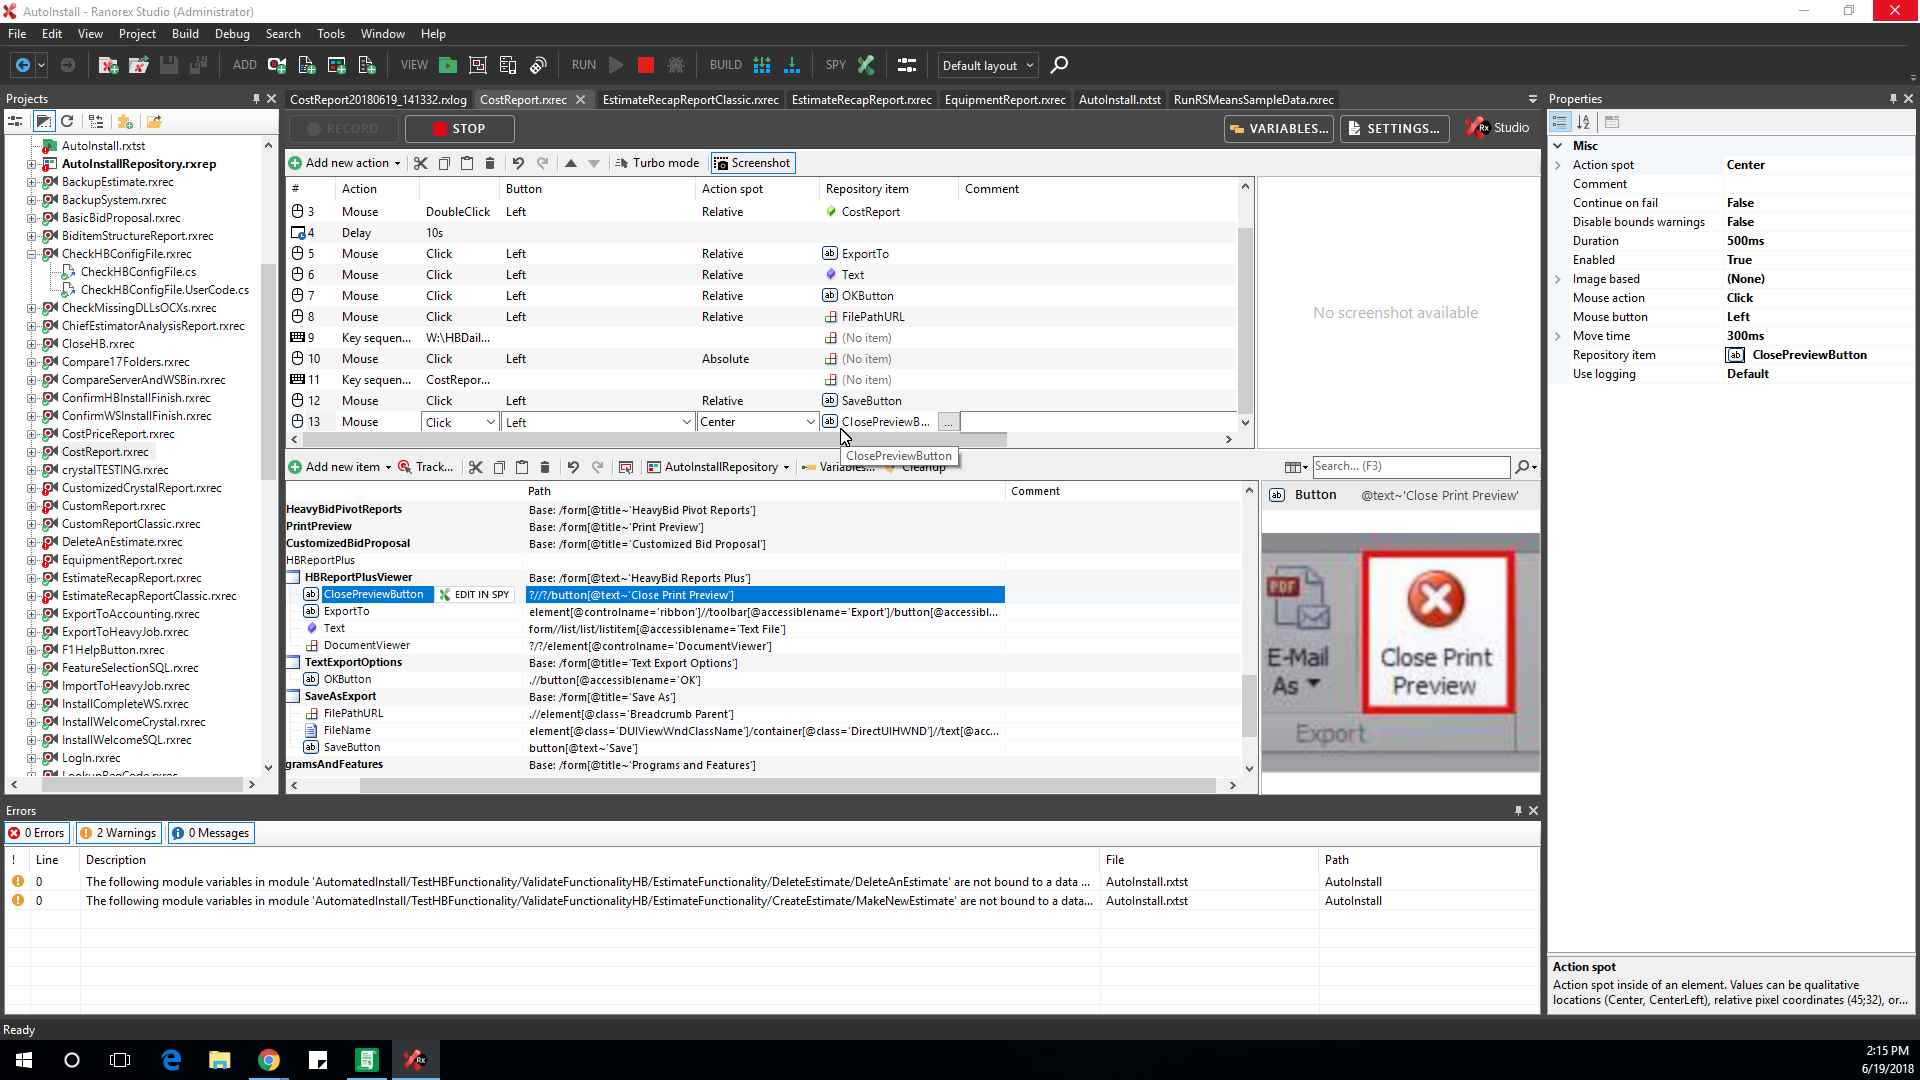 AutoInstall - Ranorex Studio (Administrator)
File Edit View Project Build Debug Search Tools Window Help
ADD VIEW RUN BUILD SPY Default layout
Projects
CostReport20180619_141332.rxlog CostReport.rxrec EstimateRecapReportClassic.rxrec EstimateRecapReport.rxrec EquipmentReport.rxrec AutoInstall.rxtst RunRSMeansSampleData.rxrec
Properties
RECORD STOP VARIABLES... SETTINGS... Rx Studio
AutoInstall.rxtst
AutoInstallRepository.rxrep
BackupEstimate.rxrec
BackupSystem.rxrec
BasicBidProposal.rxrec
BiditemStructureReport.rxrec
CheckHBConfigFile.rxrec
CheckHBConfigFile.cs
CheckHBConfigFile.UserCode.cs
CheckMissingDLLsOCXs.rxrec
ChiefEstimatorAnalysisReport.rxrec
CloseHB.rxrec
Compare17Folders.rxrec
CompareServerAndWSBin.rxrec
ConfirmHBInstallFinish.rxrec
ConfirmWSInstallFinish.rxrec
CostPriceReport.rxrec
CostReport.rxrec
crystalTESTING.rxrec
CustomizedCrystalReport.rxrec
CustomReport.rxrec
CustomReportClassic.rxrec
DeleteAnEstimate.rxrec
EquipmentReport.rxrec
EstimateRecapReport.rxrec
EstimateRecapReportClassic.rxrec
ExportToAccounting.rxrec
ExportToHeavyJob.rxrec
F1HelpButton.rxrec
FeatureSelectionSQL.rxrec
ImportToHeavyJob.rxrec
InstallCompleteWS.rxrec
InstallWelcomeCrystal.rxrec
InstallWelcomeSQL.rxrec
LogIn.rxrec
LookupRegCode.rxrec
Add new action Turbo mode Screenshot
# Action Button Action spot Repository item Comment
3 Mouse DoubleClick Left Relative CostReport
4 Delay 10s
5 Mouse Click Left Relative ExportTo
6 Mouse Click Left Relative Text
7 Mouse Click Left Relative OKButton
8 Mouse Click Left Relative FilePathURL
9 Key sequen... W:\HBDail... (No item)
10 Mouse Click Left Absolute (No item)
11 Key sequen... CostRepor... (No item)
12 Mouse Click Left Relative SaveButton
13 Mouse Click Left Center ClosePreviewB... ...
ClosePreviewButton
No screenshot available
Add new item Track... AutoInstallRepository Variables... Cleanup Search... (F3)
Path Comment
HeavyBidPivotReports Base: /form[@title~'HeavyBid Pivot Reports']
PrintPreview Base: /form[@title~'Print Preview']
CustomizedBidProposal Base: /form[@title='Customized Bid Proposal']
HBReportPlus
HBReportPlusViewer Base: /form[@text~'HeavyBid Reports Plus']
ClosePreviewButton EDIT IN SPY ?//?/button[@text~'Close Print Preview']
ExportTo element[@controlname='ribbon']//toolbar[@accessiblename='Export']/button[@accessibl...
Text form//list/list/listitem[@accessiblename='Text File']
DocumentViewer ?/?/element[@controlname='DocumentViewer']
TextExportOptions Base: /form[@title='Text Export Options']
OKButton .//button[@accessiblename='OK']
SaveAsExport Base: /form[@title='Save As']
FilePathURL .//element[@class='Breadcrumb Parent']
FileName element[@class='DUIViewWndClassName']/container[@class='DirectUIHWND']//text[@acc...
SaveButton button[@text~'Save']
gramsAndFeatures Base: /form[@title~'Programs and Features']
Button @text~'Close Print Preview'
PDF
E-Mail As
Close Print Preview
Export
Misc
Action spot Center
Comment
Continue on fail False
Disable bounds warnings False
Duration 500ms
Enabled True
Image based (None)
Mouse action Click
Mouse button Left
Move time 300ms
Repository item ClosePreviewButton
Use logging Default
Action spot
Action spot inside of an element. Values can be qualitative
locations (Center, CenterLeft), relative pixel coordinates (45;32), or...
Errors
0 Errors 2 Warnings 0 Messages
! Line Description File Path
0 The following module variables in module 'AutomatedInstall/TestHBFunctionality/ValidateFunctionalityHB/EstimateFunctionality/DeleteEstimate/DeleteAnEstimate' are not bound to a data ... AutoInstall.rxtst AutoInstall
0 The following module variables in module 'AutomatedInstall/TestHBFunctionality/ValidateFunctionalityHB/EstimateFunctionality/CreateEstimate/MakeNewEstimate' are not bound to a data... AutoInstall.rxtst AutoInstall
Ready
2:15 PM
6/19/2018